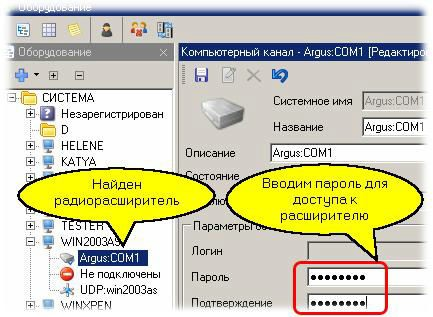 Оборудование
Оборудование
Компьютерный канал - Argus:COM1 [Редактиро
СИСТЕМА
Незарегистрирован
D
HELENE
KATYA
TESTER
WIN2003AS
Argus:COM1
Не подключены
UDP:win2003as
WINXPEN
Системное имя
Argus:COM1
Название
Argus:COM1
Описание
Argus:COM1
Состояние
Параметры
Логин
Пароль
Подтверждение
Найден
радиорасширитель
Вводим пароль для
доступа к
расширителю